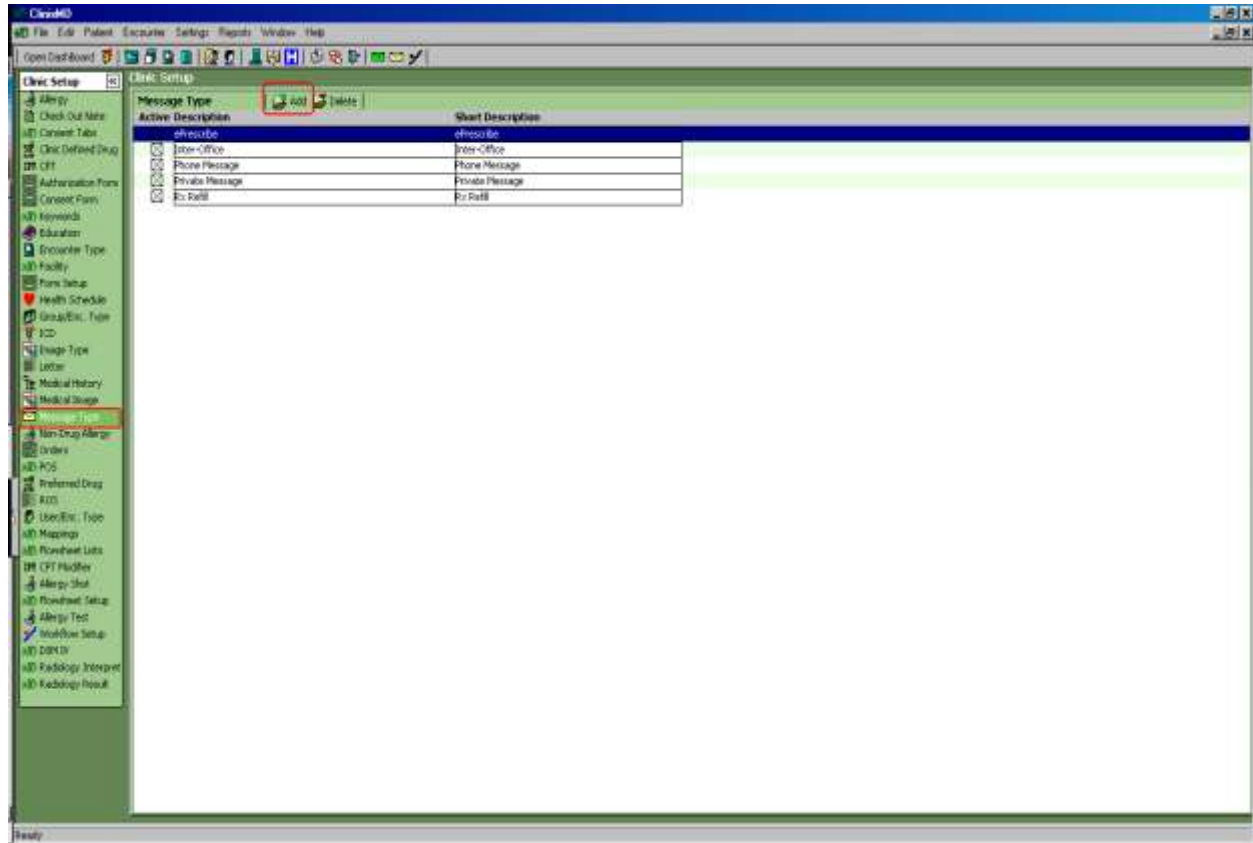 ClinicMD
File Edit Patient Encounter Settings Reports Window Help
Open Dashboard
Clinic Setup
Clinic Setup
Message Type Add Delete
Active Description Short Description
ePrescribe ePrescribe
Inter-Office Inter-Office
Phone Message Phone Message
Private Message Private Message
Rx Refill Rx Refill
Allergy
Check Out Note
Consent Tabs
Clinic Defined Drug
CPT
Authorization Form
Consent Form
Keywords
Education
Encounter Type
Facility
Form Setup
Health Schedule
Group/Enc. Type
ICD
Image Type
Letter
Medical History
Medical Image
Message Type
Non-Drug Allergy
Orders
POS
Preferred Drug
ROS
User/Enc. Type
Mappings
Flowsheet Lists
CPT Modifier
Allergy Shot
Flowsheet Setup
Allergy Test
Workflow Setup
DSM IV
Radiology Interpret
Radiology Result
Ready